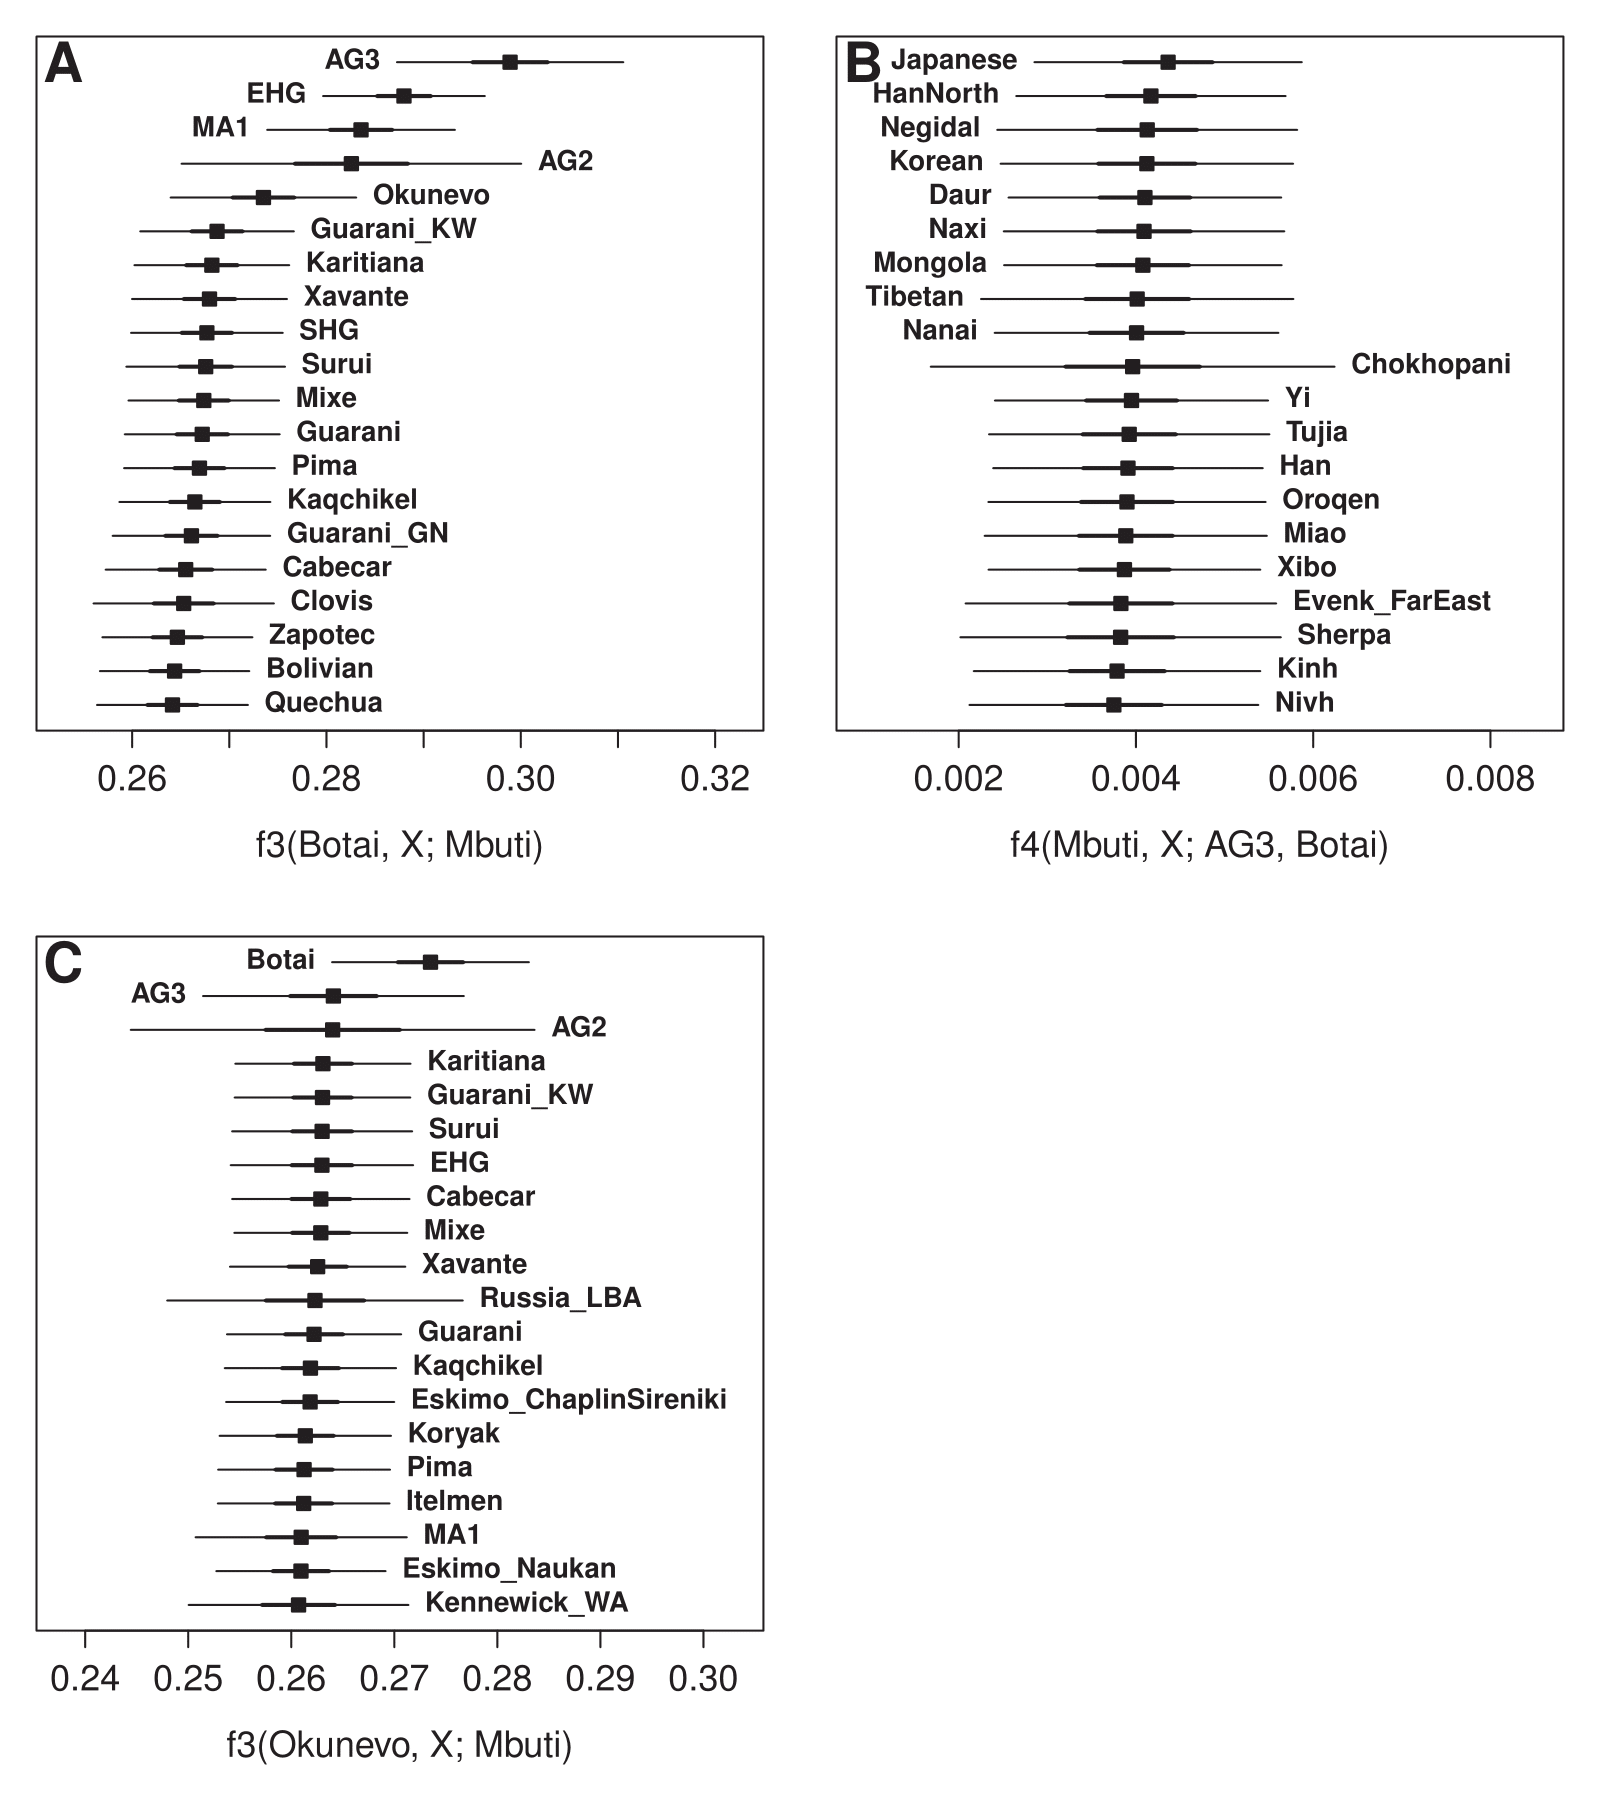 A
AG3
EHG
MA1
AG2
Okunevo
Guarani_KW
Karitiana
Xavante
SHG
Surui
Mixe
Guarani
Pima
Kaqchikel
Guarani_GN
Cabecar
Clovis
Zapotec
Bolivian
Quechua
0.26 0.28 0.30 0.32
f3(Botai, X; Mbuti)
B
Japanese
HanNorth
Negidal
Korean
Daur
Naxi
Mongola
Tibetan
Nanai
Chokhopani
Yi
Tujia
Han
Oroqen
Miao
Xibo
Evenk_FarEast
Sherpa
Kinh
Nivh
0.002 0.004 0.006 0.008
f4(Mbuti, X; AG3, Botai)
C
Botai
AG3
AG2
Karitiana
Guarani_KW
Surui
EHG
Cabecar
Mixe
Xavante
Russia_LBA
Guarani
Kaqchikel
Eskimo_ChaplinSireniki
Koryak
Pima
Itelmen
MA1
Eskimo_Naukan
Kennewick_WA
0.24 0.25 0.26 0.27 0.28 0.29 0.30
f3(Okunevo, X; Mbuti)